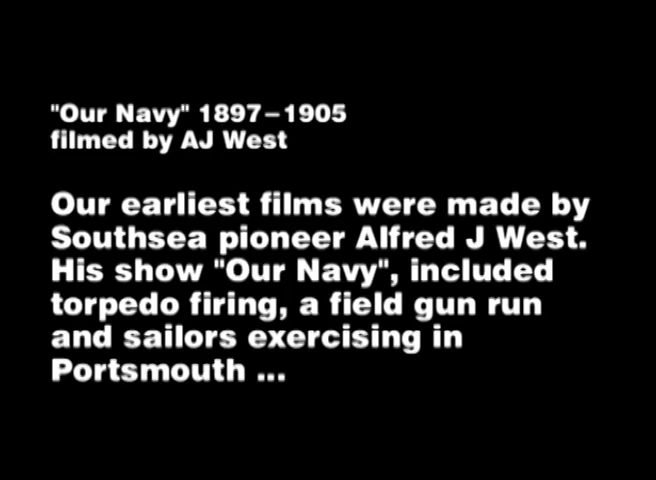 "Our Navy" 1897–1905
filmed by AJ West
Our earliest films were made by
Southsea pioneer Alfred J West.
His show "Our Navy", included
torpedo firing, a field gun run
and sailors exercising in
Portsmouth ...